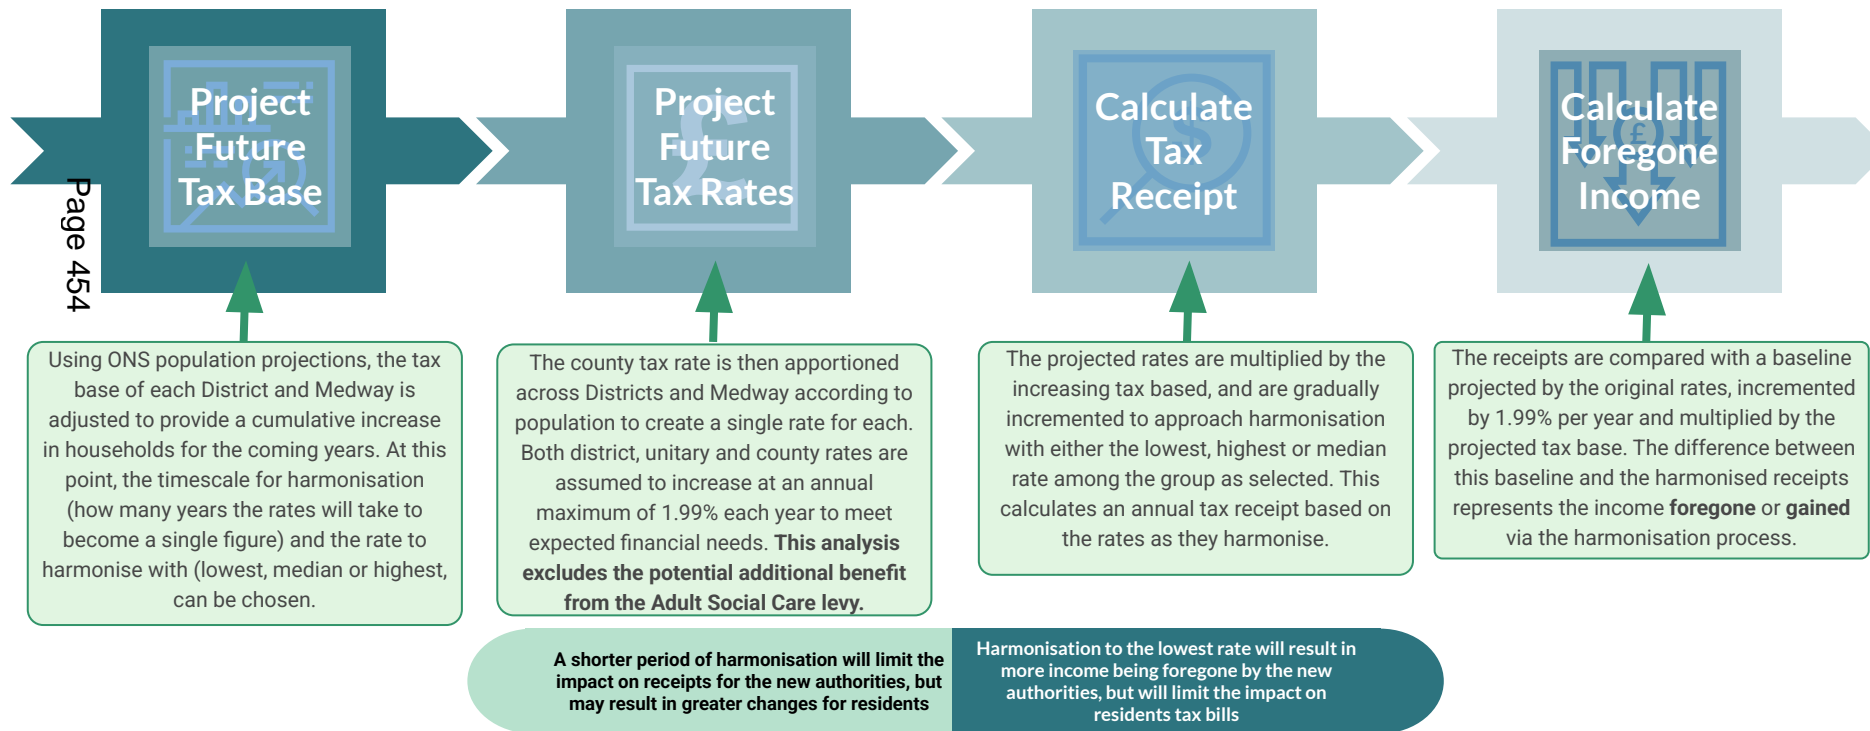 Project
Future
Tax Base
Project
Future
Tax Rates
Calculate
Tax
Receipt
Calculate
Foregone
Income
Page 454
Using ONS population projections, the tax
base of each District and Medway is
adjusted to provide a cumulative increase
in households for the coming years. At this
point, the timescale for harmonisation
(how many years the rates will take to
become a single figure) and the rate to
harmonise with (lowest, median or highest,
can be chosen.
The county tax rate is then apportioned
across Districts and Medway according to
population to create a single rate for each.
Both district, unitary and county rates are
assumed to increase at an annual
maximum of 1.99% each year to meet
expected financial needs. This analysis
excludes the potential additional benefit
from the Adult Social Care levy.
The projected rates are multiplied by the
increasing tax based, and are gradually
incremented to approach harmonisation
with either the lowest, highest or median
rate among the group as selected. This
calculates an annual tax receipt based on
the rates as they harmonise.
The receipts are compared with a baseline
projected by the original rates, incremented
by 1.99% per year and multiplied by the
projected tax base. The difference between
this baseline and the harmonised receipts
represents the income foregone or gained
via the harmonisation process.
A shorter period of harmonisation will limit the
impact on receipts for the new authorities, but
may result in greater changes for residents
Harmonisation to the lowest rate will result in
more income being foregone by the new
authorities, but will limit the impact on
residents tax bills